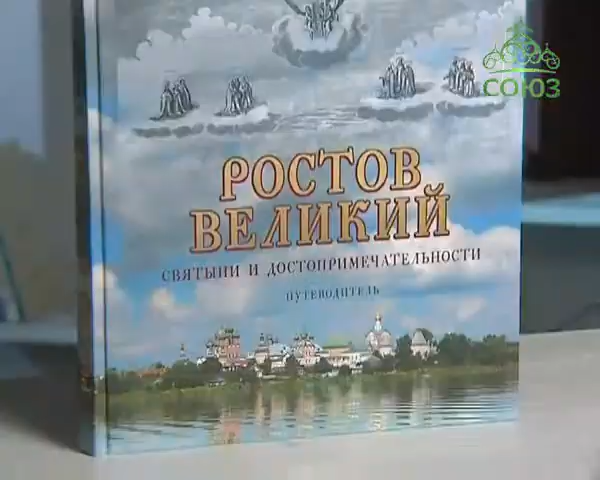 СОЮЗ
РОСТОВ
ВЕЛИКИЙ
СВЯТЫНИ И ДОСТОПРИМЕЧАТЕЛЬНОСТИ
ПУТЕВОДИТЕЛЬ